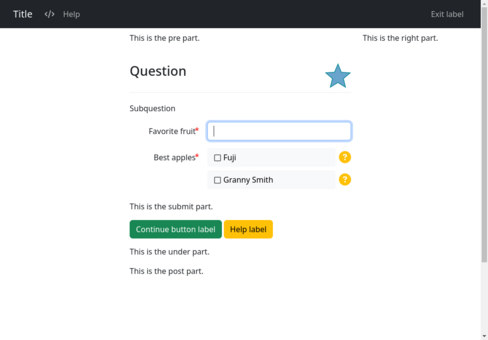 Title </> Help Exit label
This is the pre part. This is the right part.
Question
Subquestion
Favorite fruit*
Best apples* Fuji ?
Granny Smith ?
This is the submit part.
Continue button label Help label
This is the under part.
This is the post part.